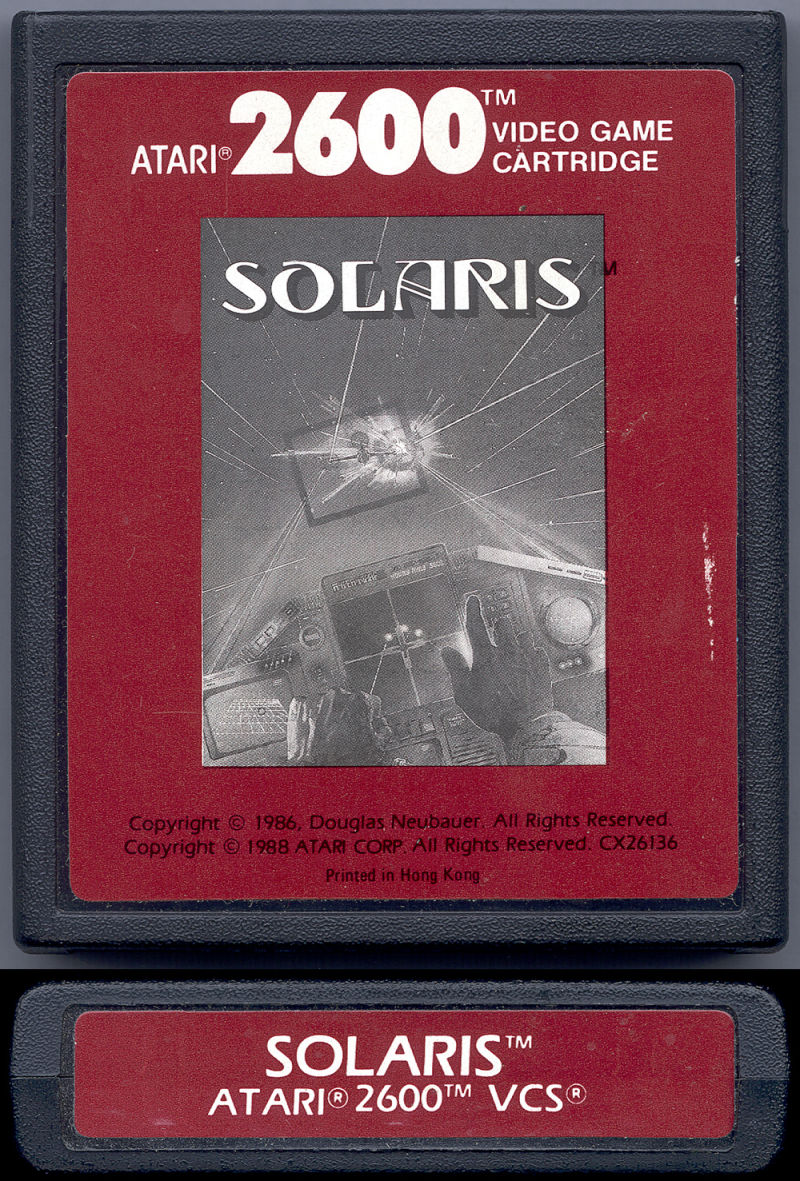 ATARI® 2600™ VIDEO GAME
CARTRIDGE
SOLARIS™
Copyright © 1986, Douglas Neubauer. All Rights Reserved.
Copyright © 1988 ATARI CORP. All Rights Reserved. CX26136
Printed in Hong Kong
SOLARIS™
ATARI® 2600™ VCS®